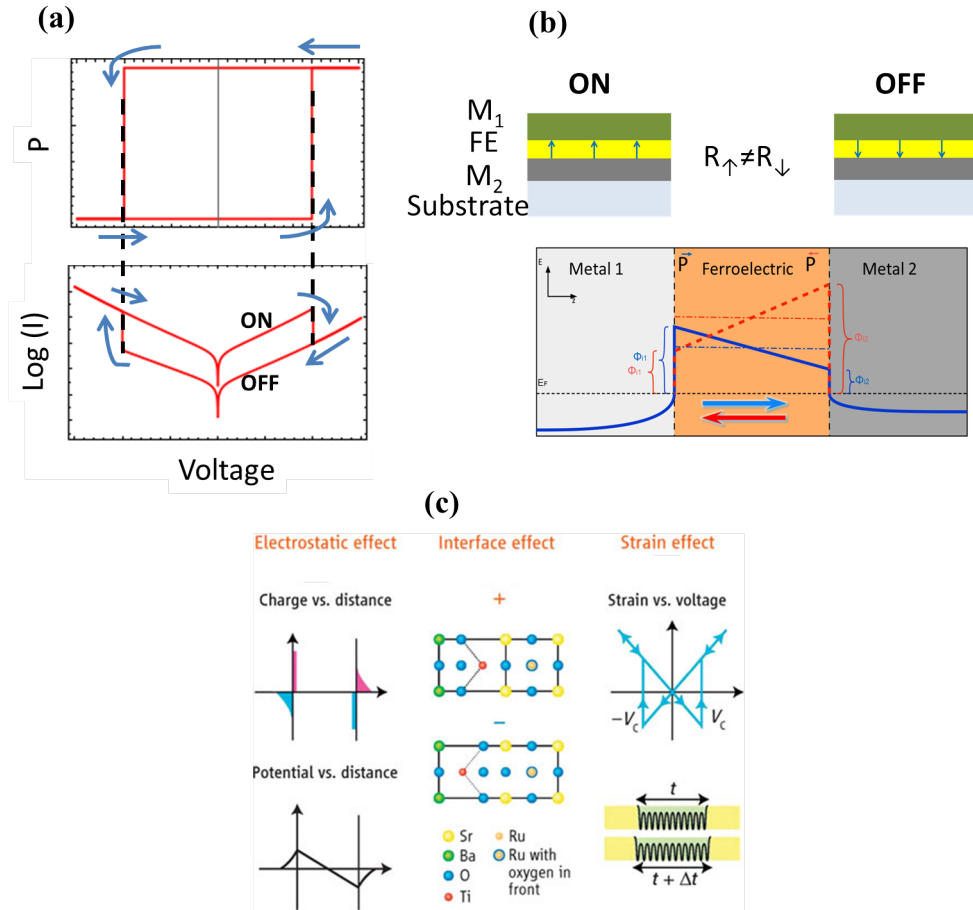 (a)
P
Log (I)
ON
OFF
Voltage
(b)
ON
OFF
M1
FE
M2
Substrate
R↑≠R↓
E
z
Metal 1
P
Ferroelectric
P
Metal 2
Φi1
Φi1
Φi2
Φi2
EF
(c)
Electrostatic effect
Interface effect
Strain effect
Charge vs. distance
+
Strain vs. voltage
−
−Vc
Vc
Potential vs. distance
t
t + Δt
Sr
Ba
O
Ti
Ru
Ru with
oxygen in
front